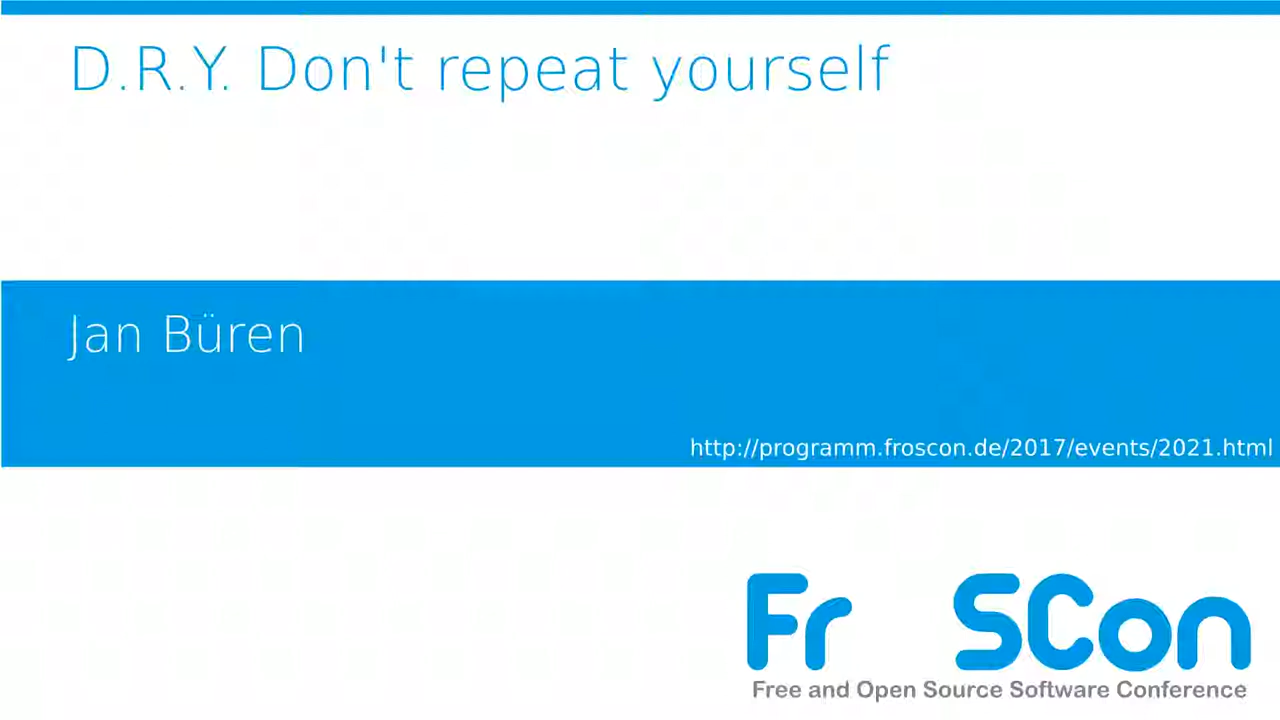 D.R.Y. Don't repeat yourself
Jan Büren
http://programm.froscon.de/2017/events/2021.html
Fr SCon
Free and Open Source Software Conference